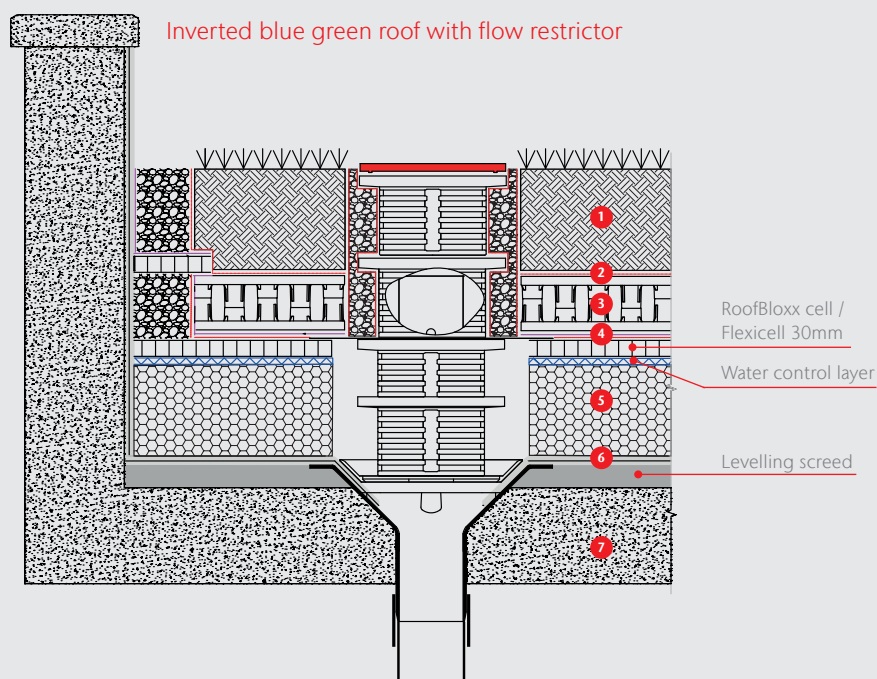 Inverted blue green roof with flow restrictor
1
2
3
4
RoofBloxx cell /
Flexicell 30mm
Water control layer
5
6
Levelling screed
7